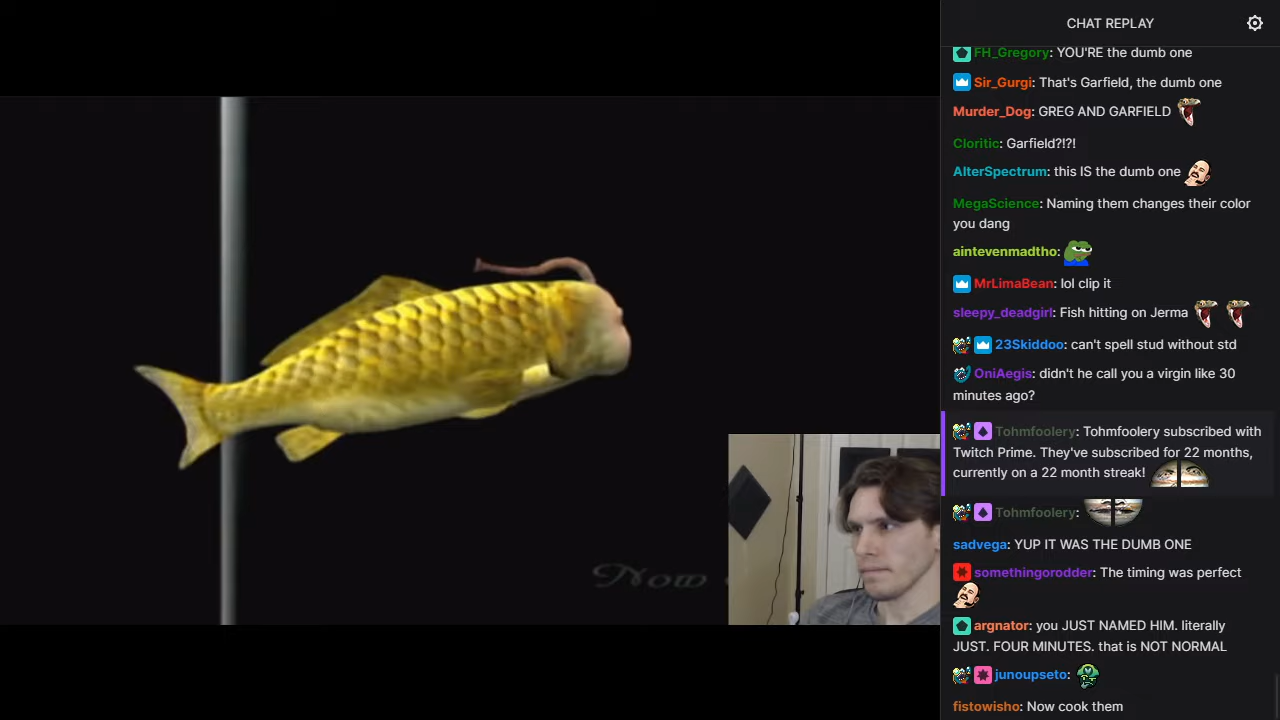 CHAT REPLAY
FH_Gregory: YOU'RE the dumb one
Sir_Gurgi: That's Garfield, the dumb one
Murder_Dog: GREG AND GARFIELD
Cloritic: Garfield?!?!
AlterSpectrum: this IS the dumb one
MegaScience: Naming them changes their color
you dang
aintevenmadtho:
MrLimaBean: lol clip it
sleepy_deadgirl: Fish hitting on Jerma
23Skiddoo: can't spell stud without std
OniAegis: didn't he call you a virgin like 30
minutes ago?
Tohmfoolery: Tohmfoolery subscribed with
Twitch Prime. They've subscribed for 22 months,
currently on a 22 month streak!
Tohmfoolery:
sadvega: YUP IT WAS THE DUMB ONE
somethingorodder: The timing was perfect
argnator: you JUST NAMED HIM. literally
JUST. FOUR MINUTES. that is NOT NORMAL
junoupseto:
fistowisho: Now cook them
Now